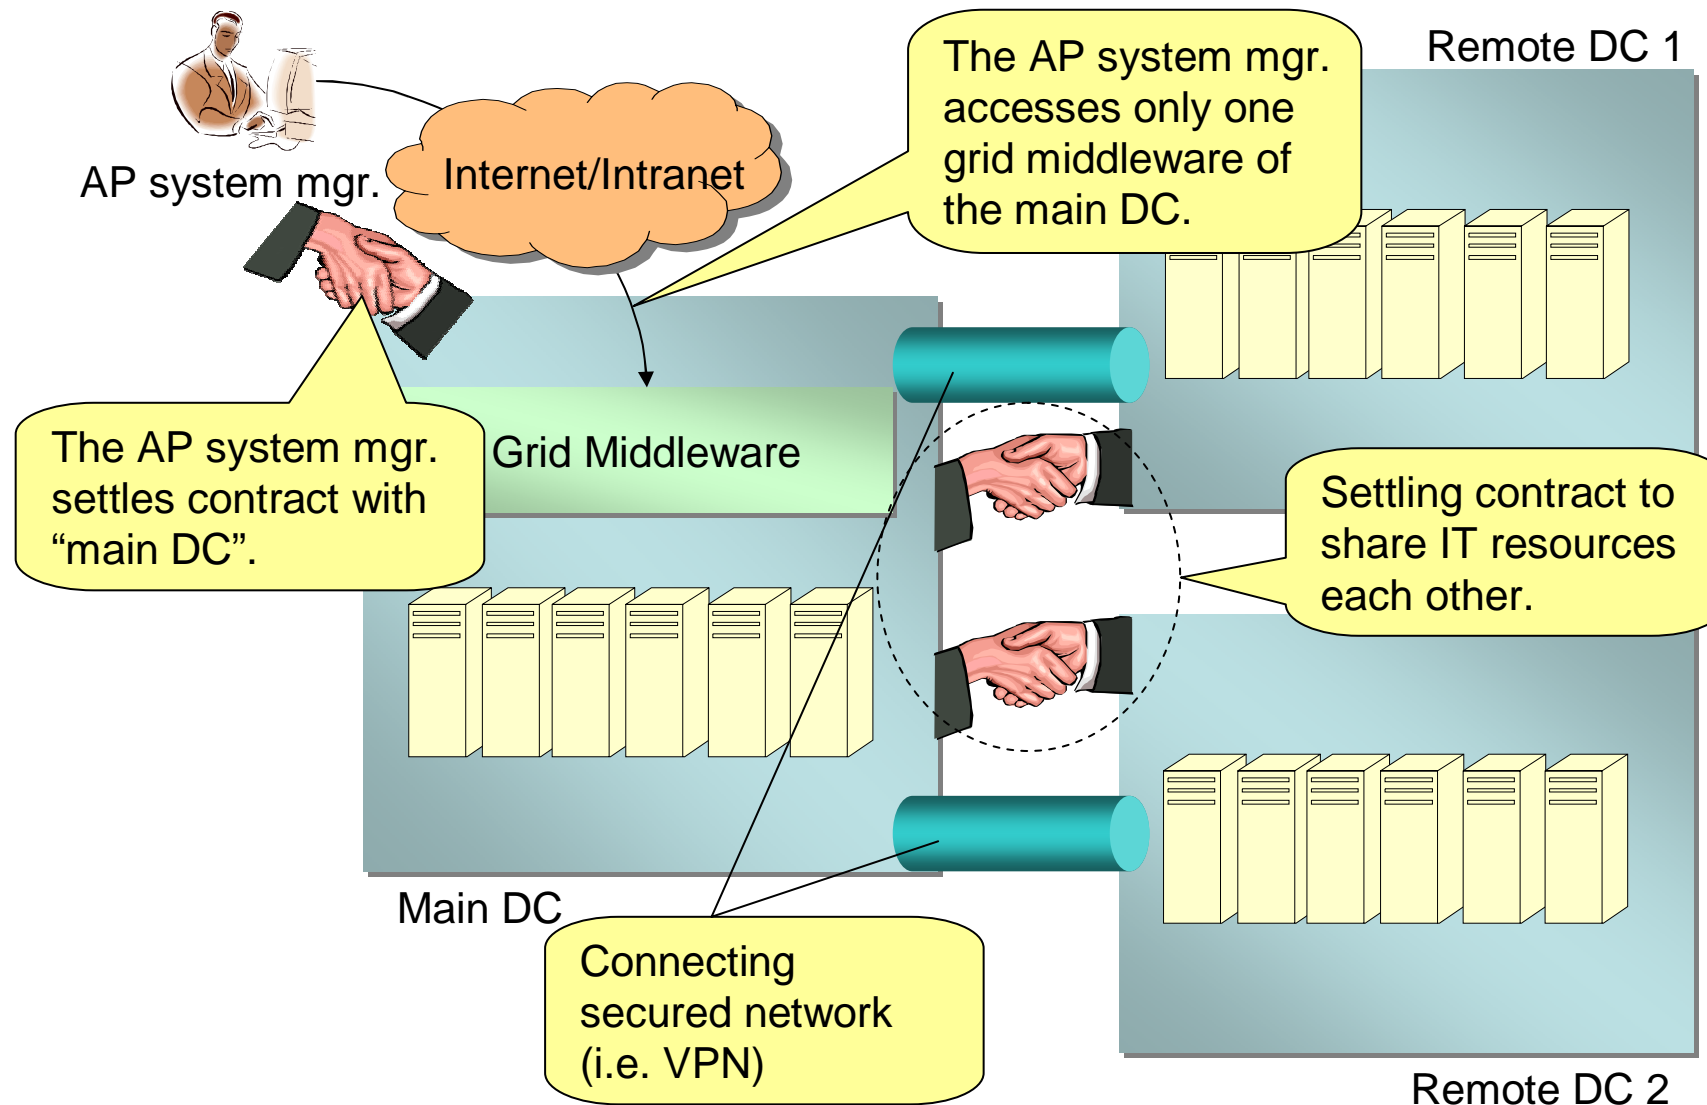 Remote DC 1
The AP system mgr.
accesses only one
grid middleware of
the main DC.
AP system mgr.
Internet/Intranet
The AP system mgr.
settles contract with
“main DC”.
Grid Middleware
Settling contract to
share IT resources
each other.
Main DC
Connecting
secured network
(i.e. VPN)
Remote DC 2